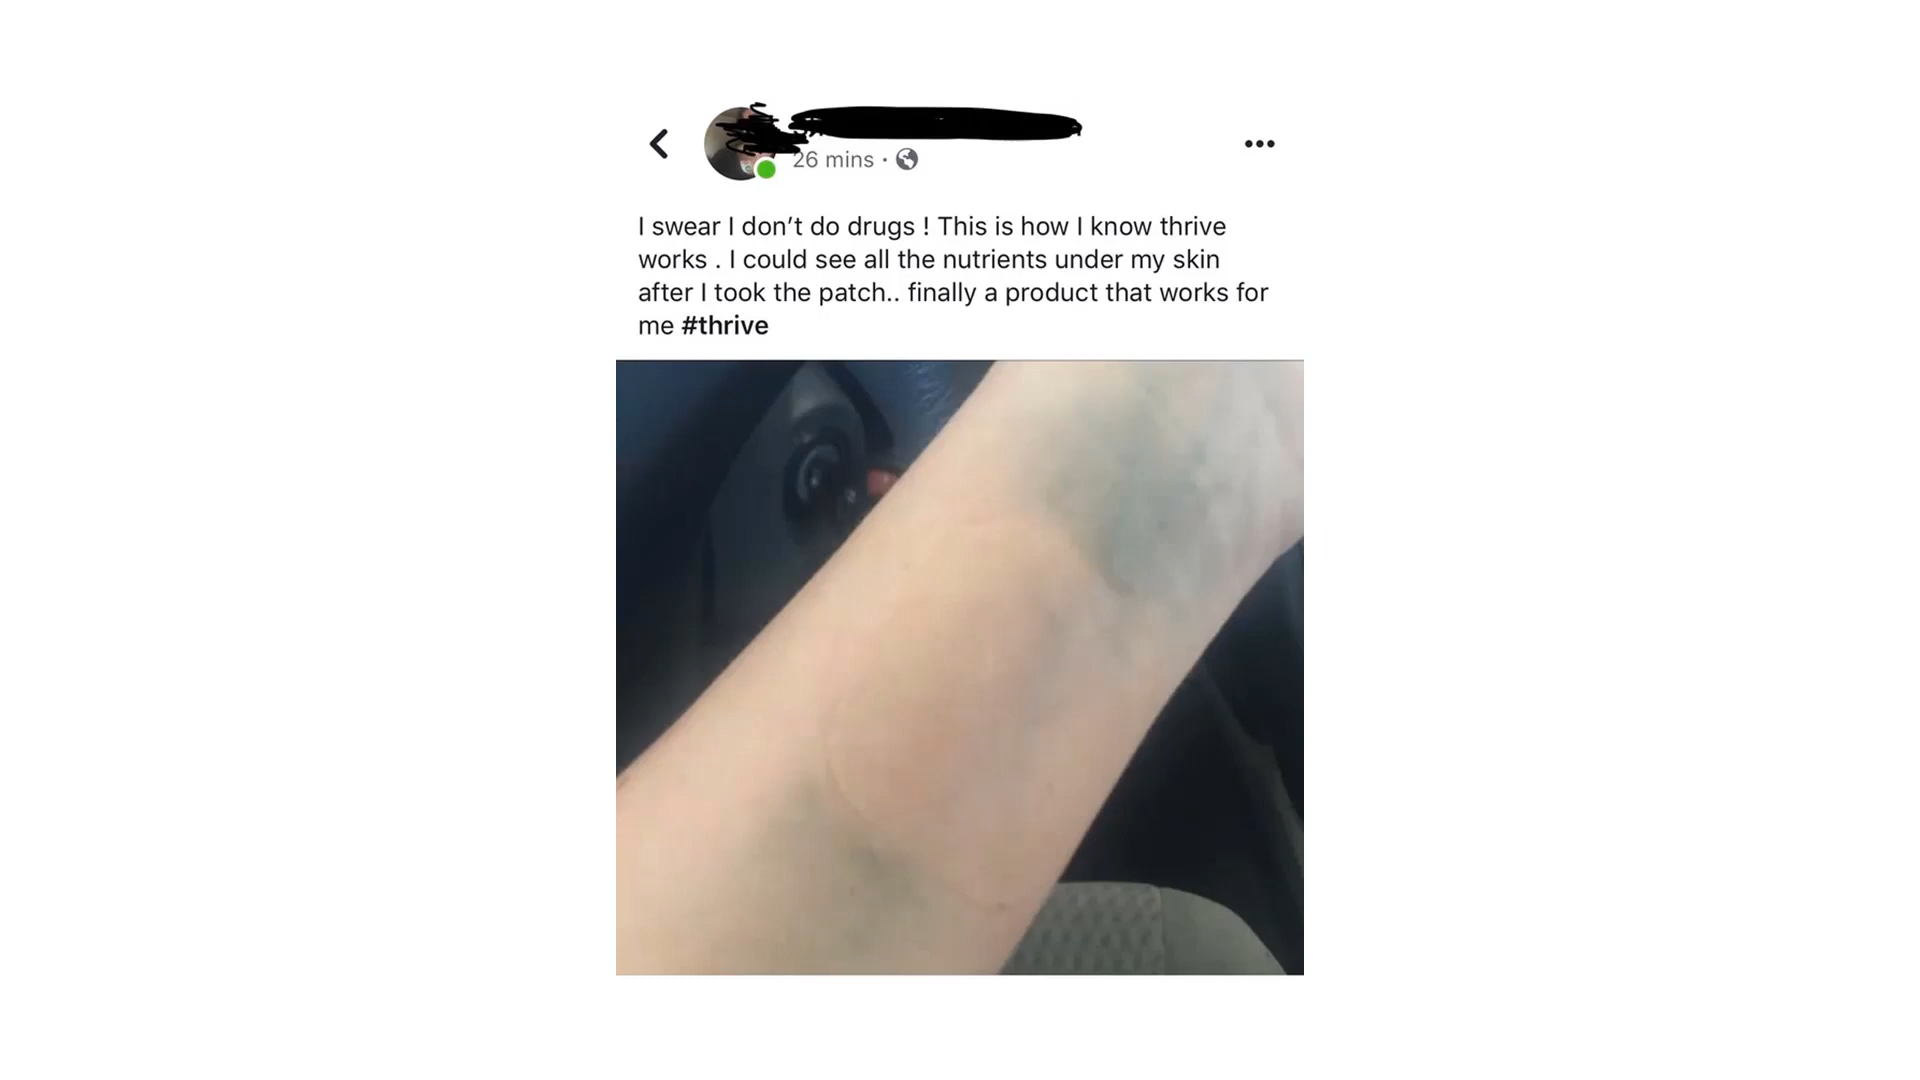 26 mins ·
I swear I don’t do drugs ! This is how I know thrive
works . I could see all the nutrients under my skin
after I took the patch.. finally a product that works for
me #thrive